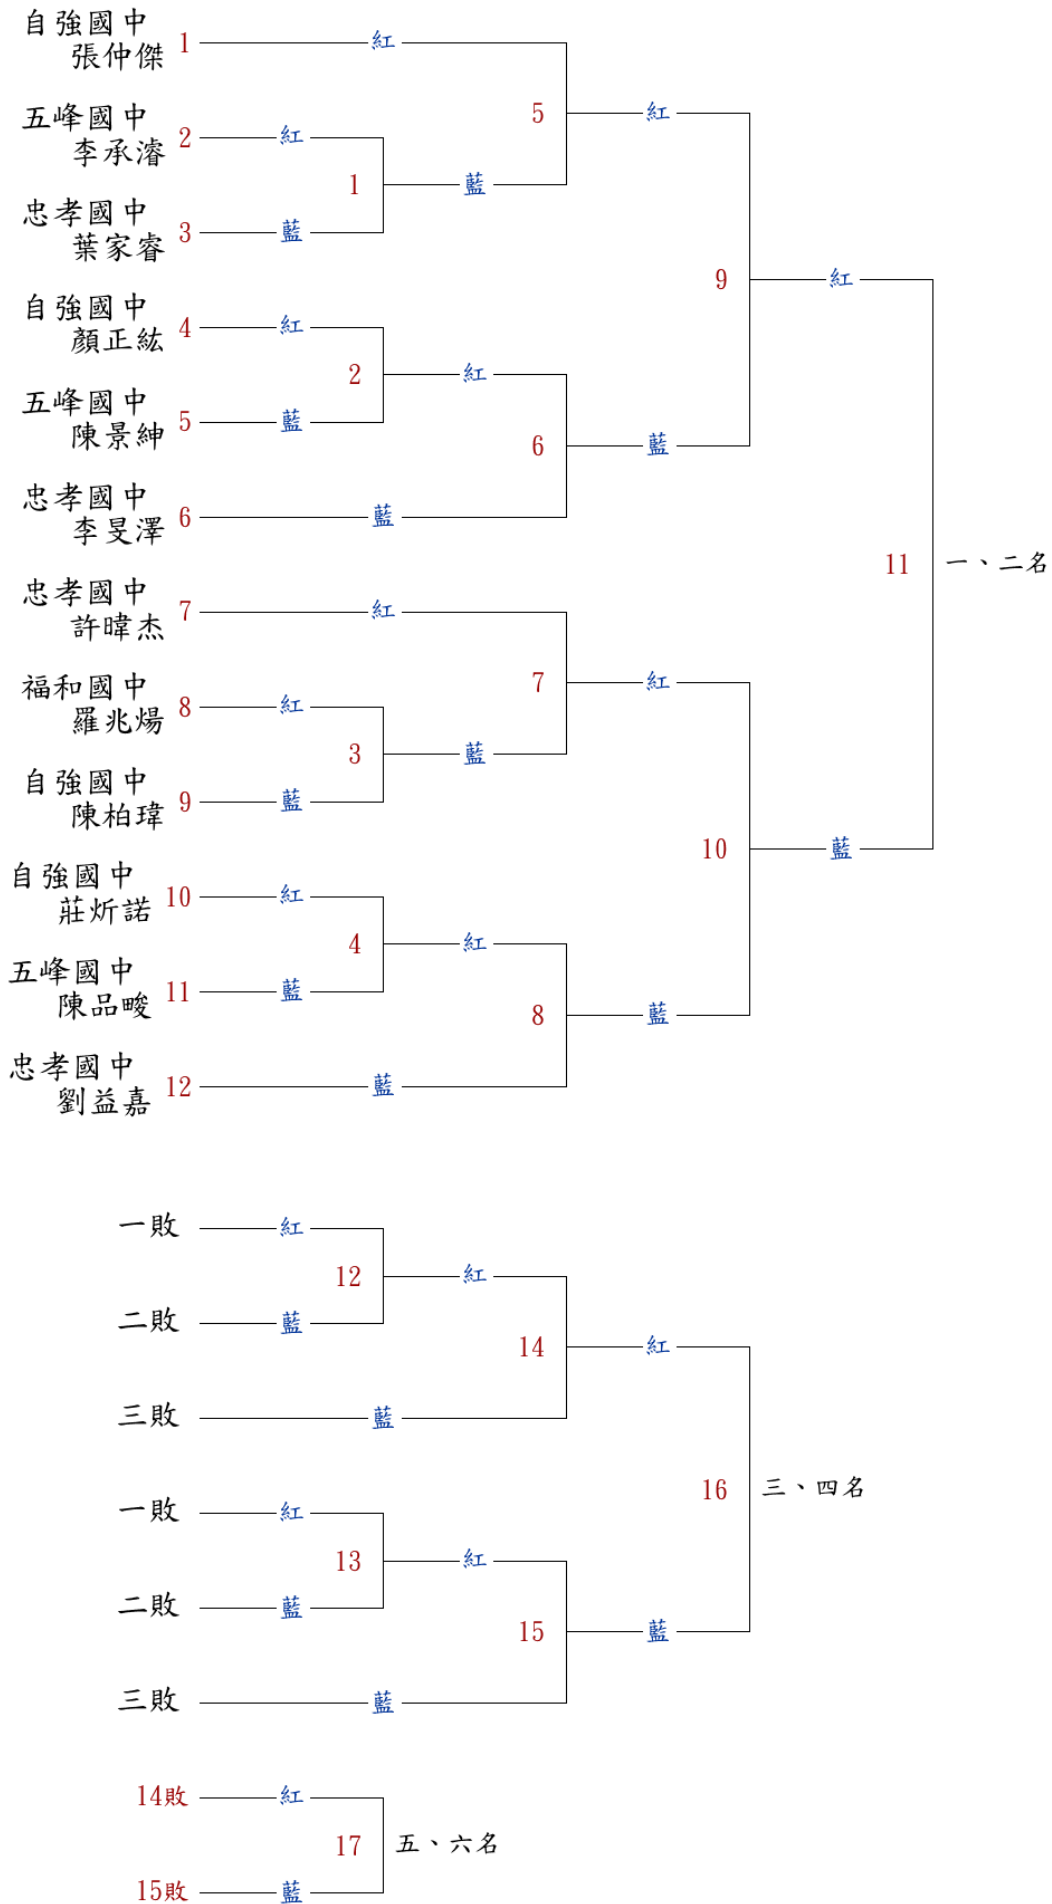 自強國中
張仲傑 1 紅
5 紅
五峰國中
李承濬 2 紅
1 藍
忠孝國中
葉家睿 3 藍
9 紅
自強國中
顏正紘 4 紅
2 紅
五峰國中
陳景紳 5 藍
6 藍
忠孝國中
李旻澤 6 藍
11 一、二名
忠孝國中
許暐杰 7 紅
7 紅
福和國中
羅兆煬 8 紅
3 藍
自強國中
陳柏瑋 9 藍
10 藍
自強國中
莊炘諾 10 紅
4 紅
五峰國中
陳品畯 11 藍
8 藍
忠孝國中
劉益嘉 12 藍
一敗 紅
12 紅
二敗 藍
14 紅
三敗 藍
16 三、四名
一敗 紅
13 紅
二敗 藍
15 藍
三敗 藍
14敗 紅
17 五、六名
15敗 藍